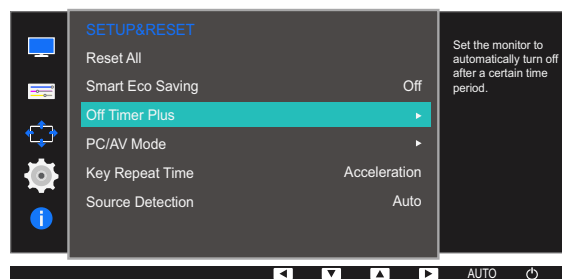 SETUP&RESET
Reset All
Smart Eco Saving Off
Off Timer Plus
PC/AV Mode
Key Repeat Time Acceleration
Source Detection Auto
Set the monitor to
automatically turn off
after a certain time
period.
AUTO